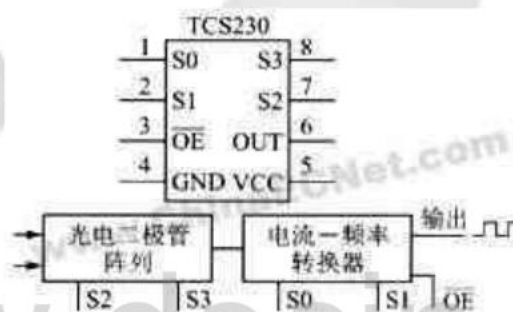 TCS230
1 S0 S3 8
2 S1 S2 7
3 OE OUT 6
4 GND VCC 5
光电二极管 阵列
电流一频率 转换器
输出
S2 S3 S0 S1 OE